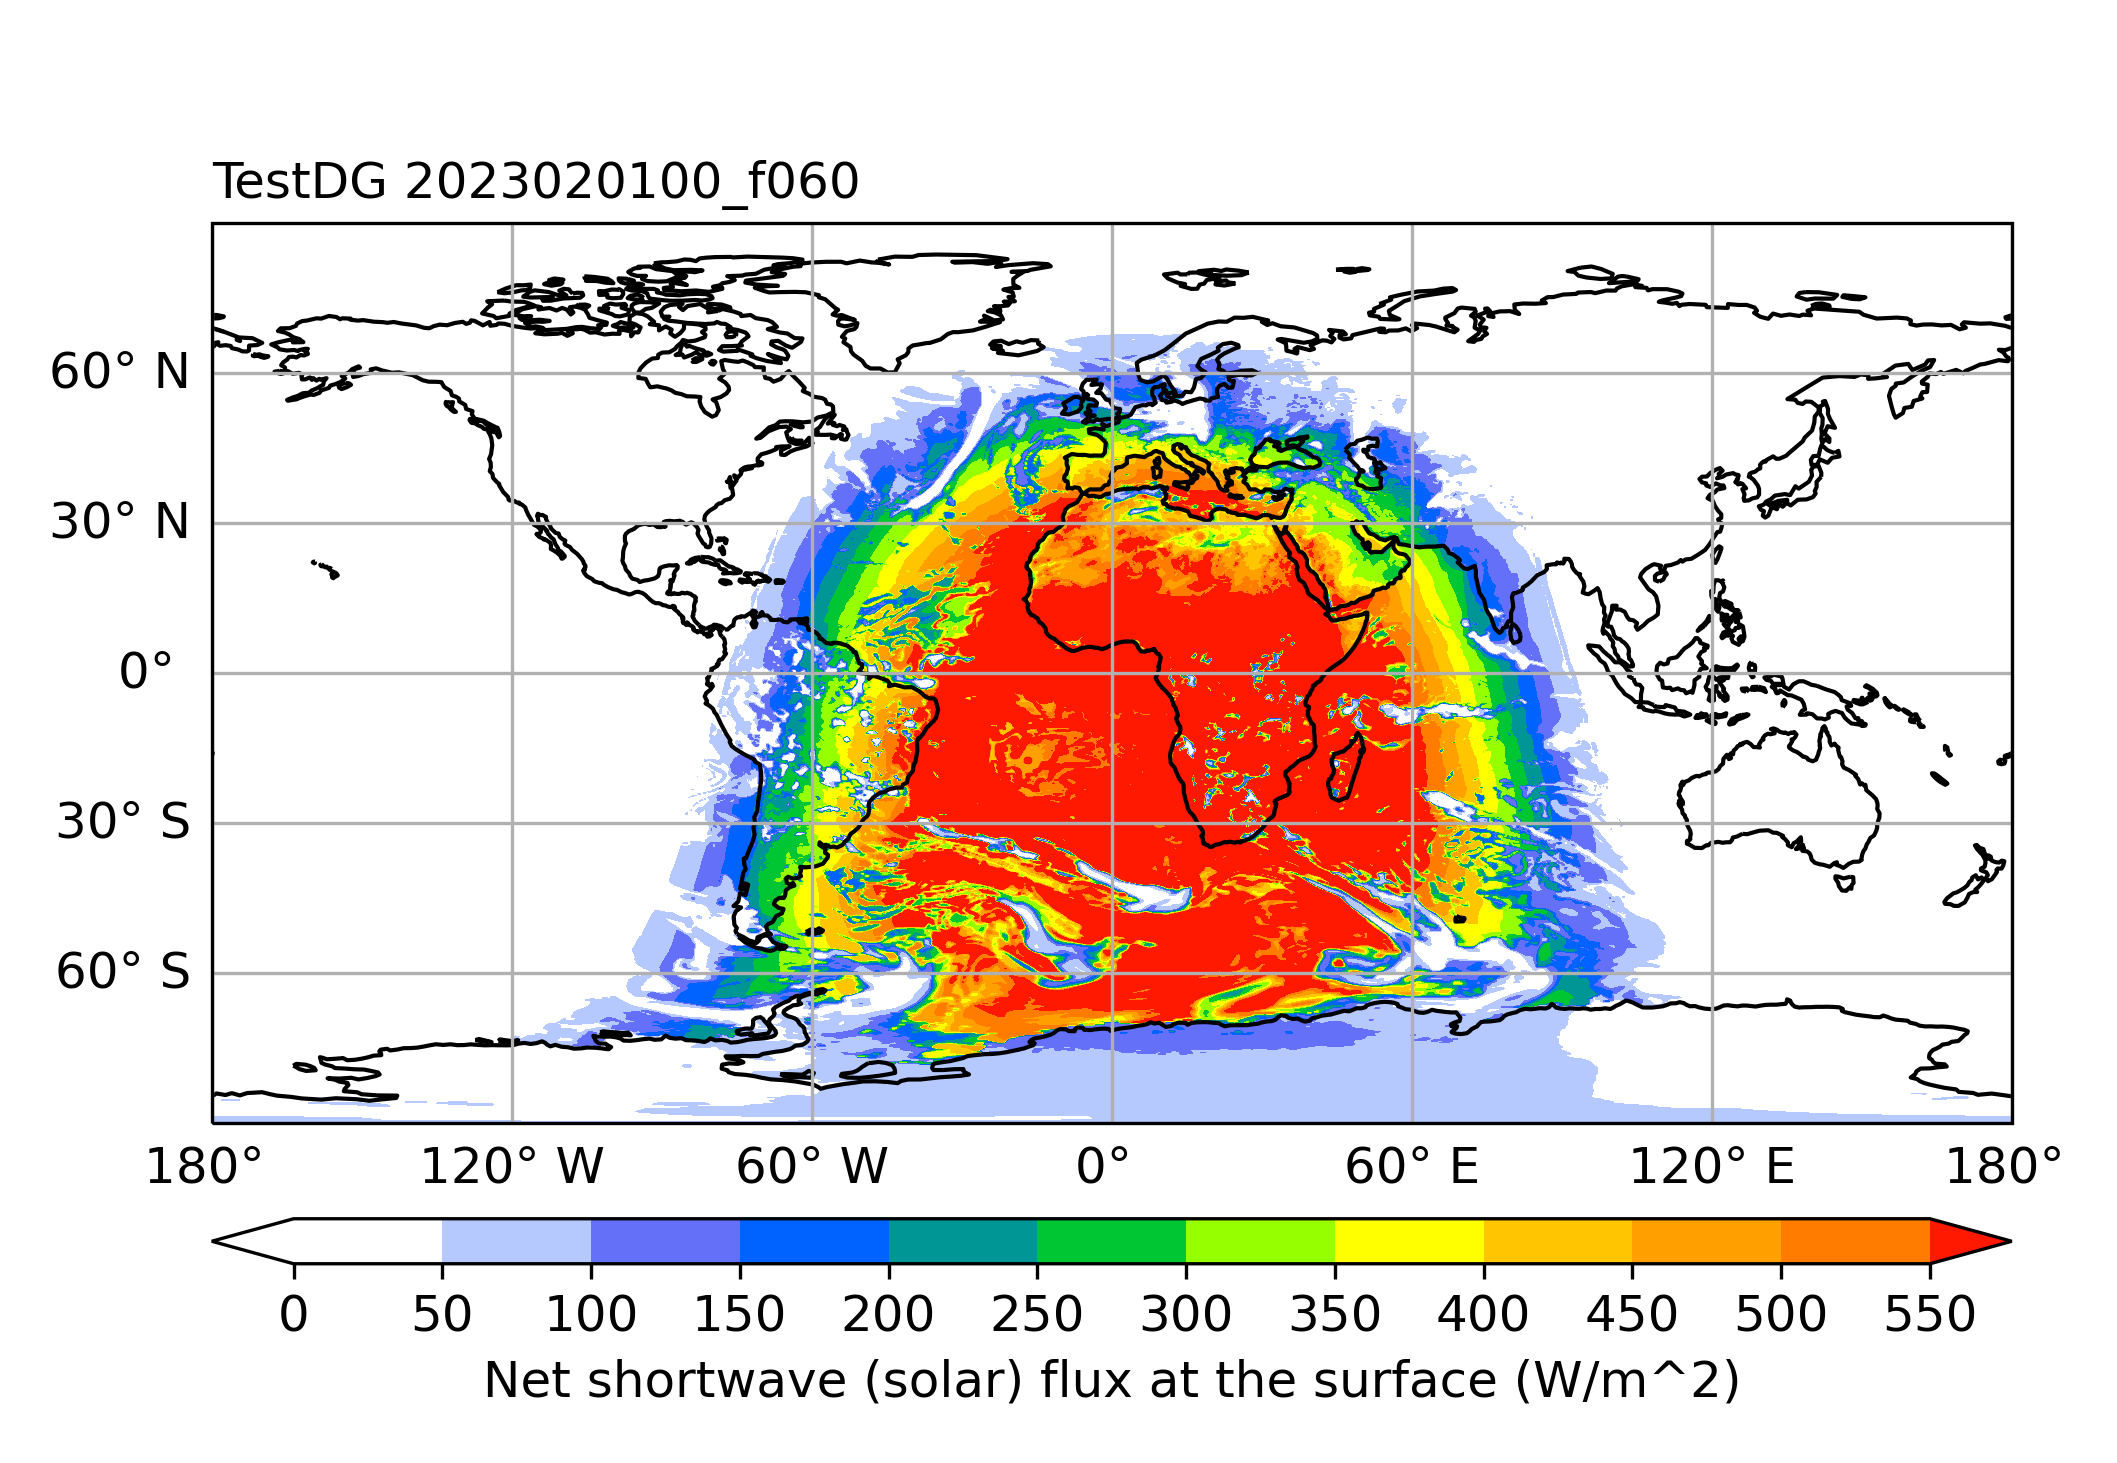 TestDG 2023020100_f060
60° N
30° N
0°
30° S
60° S
180° 120° W 60° W 0° 60° E 120° E 180°
0 50 100 150 200 250 300 350 400 450 500 550
Net shortwave (solar) flux at the surface (W/m^2)